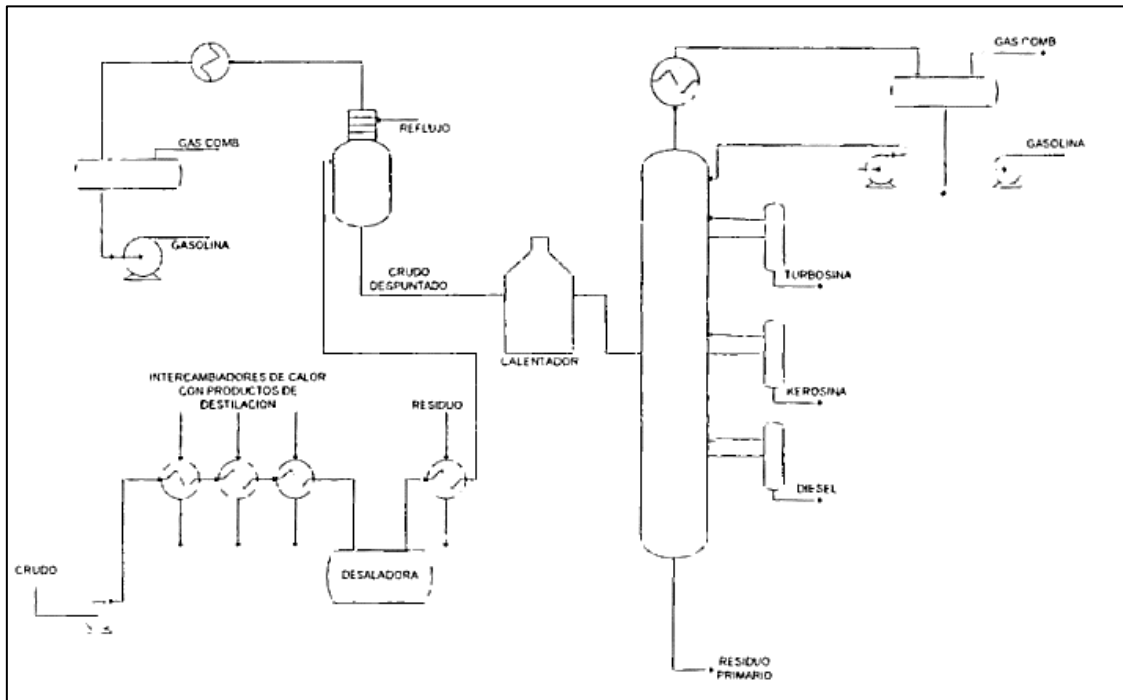 GAS COMB
REFLUJO
GAS COMB
GASOLINA
GASOLINA
CRUDO
DESPUNTADO
TURBOSINA
CALENTADOR
INTERCAMBIADORES DE CALOR
CON PRODUCTOS DE
DESTILACION
RESIDUO
KEROSINA
DIESEL
CRUDO
DESALADORA
RESIDUO
PRIMARIO